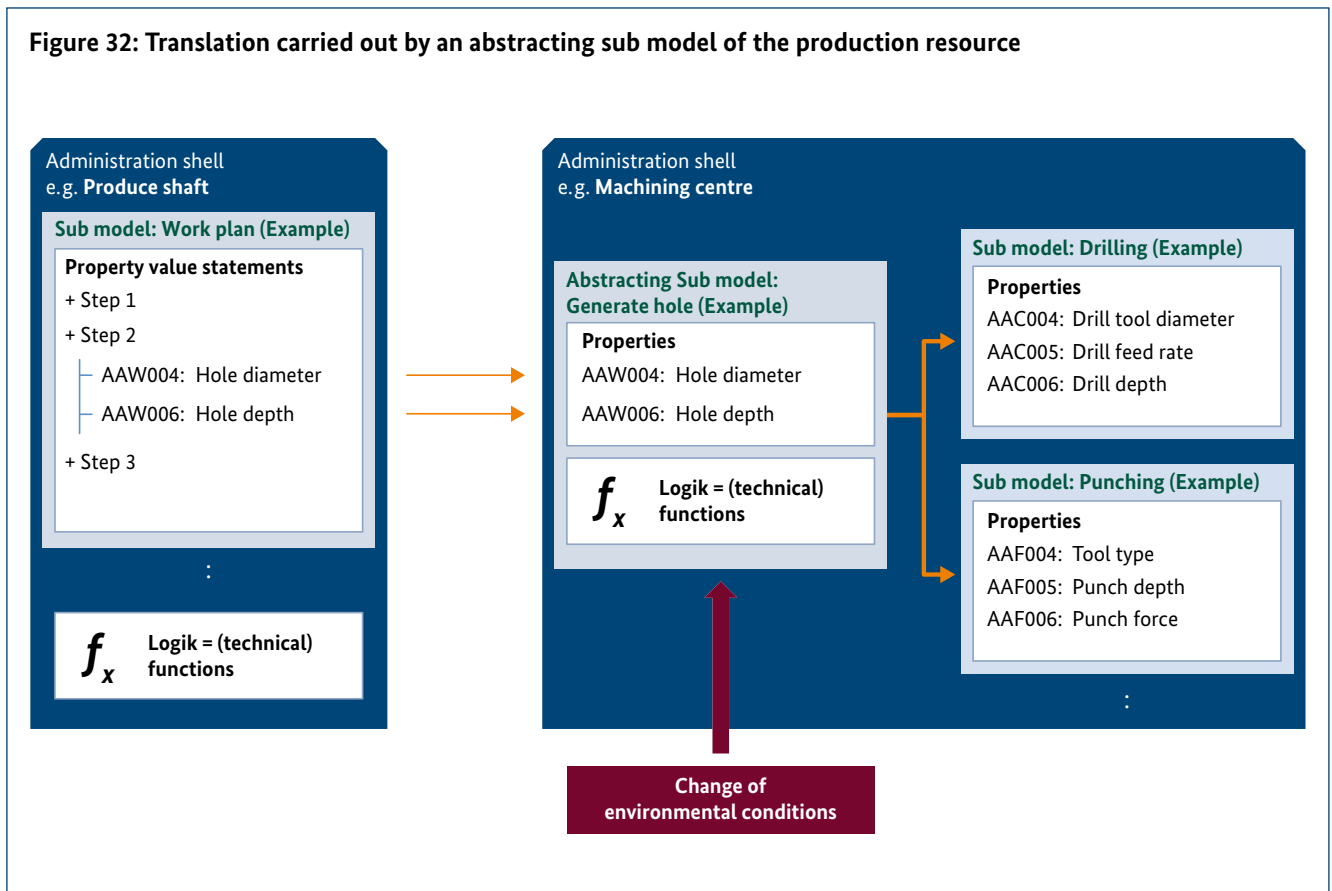 Figure 32: Translation carried out by an abstracting sub model of the production resource
Administration shell
e.g. Produce shaft
Sub model: Work plan (Example)
Property value statements
+ Step 1
+ Step 2
AAW004: Hole diameter
AAW006: Hole depth
+ Step 3
:
fx
Logik = (technical)
functions
Administration shell
e.g. Machining centre
Abstracting Sub model:
Generate hole (Example)
Properties
AAW004: Hole diameter
AAW006: Hole depth
fx
Logik = (technical)
functions
Sub model: Drilling (Example)
Properties
AAC004: Drill tool diameter
AAC005: Drill feed rate
AAC006: Drill depth
Sub model: Punching (Example)
Properties
AAF004: Tool type
AAF005: Punch depth
AAF006: Punch force
:
Change of
environmental conditions